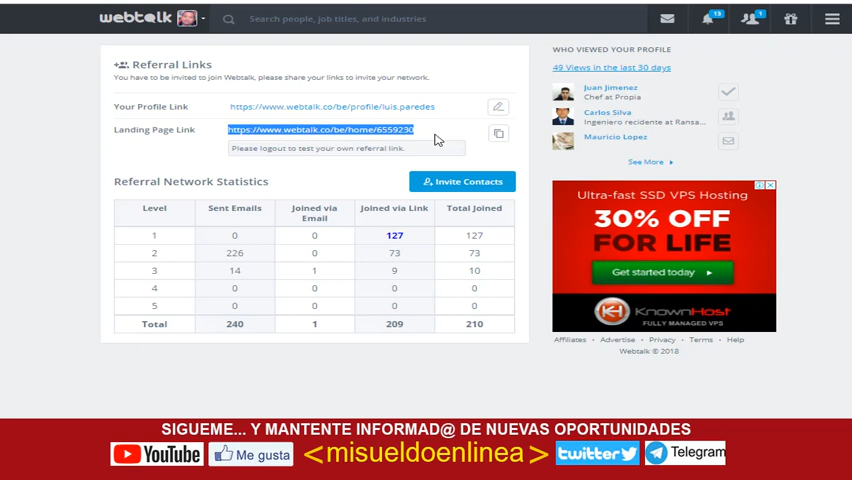 webtalk
Search people, job titles, and industries
13
1
Referral Links
You have to be invited to join Webtalk, please share your links to invite your network.
Your Profile Link https://www.webtalk.co/be/profile/luis.paredes
Landing Page Link https://www.webtalk.co/be/home/6559230
Please logout to test your own referral link.
Referral Network Statistics
Invite Contacts
Level Sent Emails Joined via Email Joined via Link Total Joined
1 0 0 127 127
2 226 0 73 73
3 14 1 9 10
4 0 0 0 0
5 0 0 0 0
Total 240 1 209 210
WHO VIEWED YOUR PROFILE
49 Views in the last 30 days
Juan Jimenez
Chef at Propia
Carlos Silva
Ingeniero recidente at Ransa...
Mauricio Lopez
See More
Ultra-fast SSD VPS Hosting
30% OFF
FOR LIFE
Get started today
KH KNOWNHOST
FULLY MANAGED VPS
Affiliates • Advertise • Privacy • Terms • Help
Webtalk © 2018
SIGUEME... Y MANTENTE INFORMAD@ DE NUEVAS OPORTUNIDADES
YouTube Me gusta <misueldoenlinea> twitter Telegram